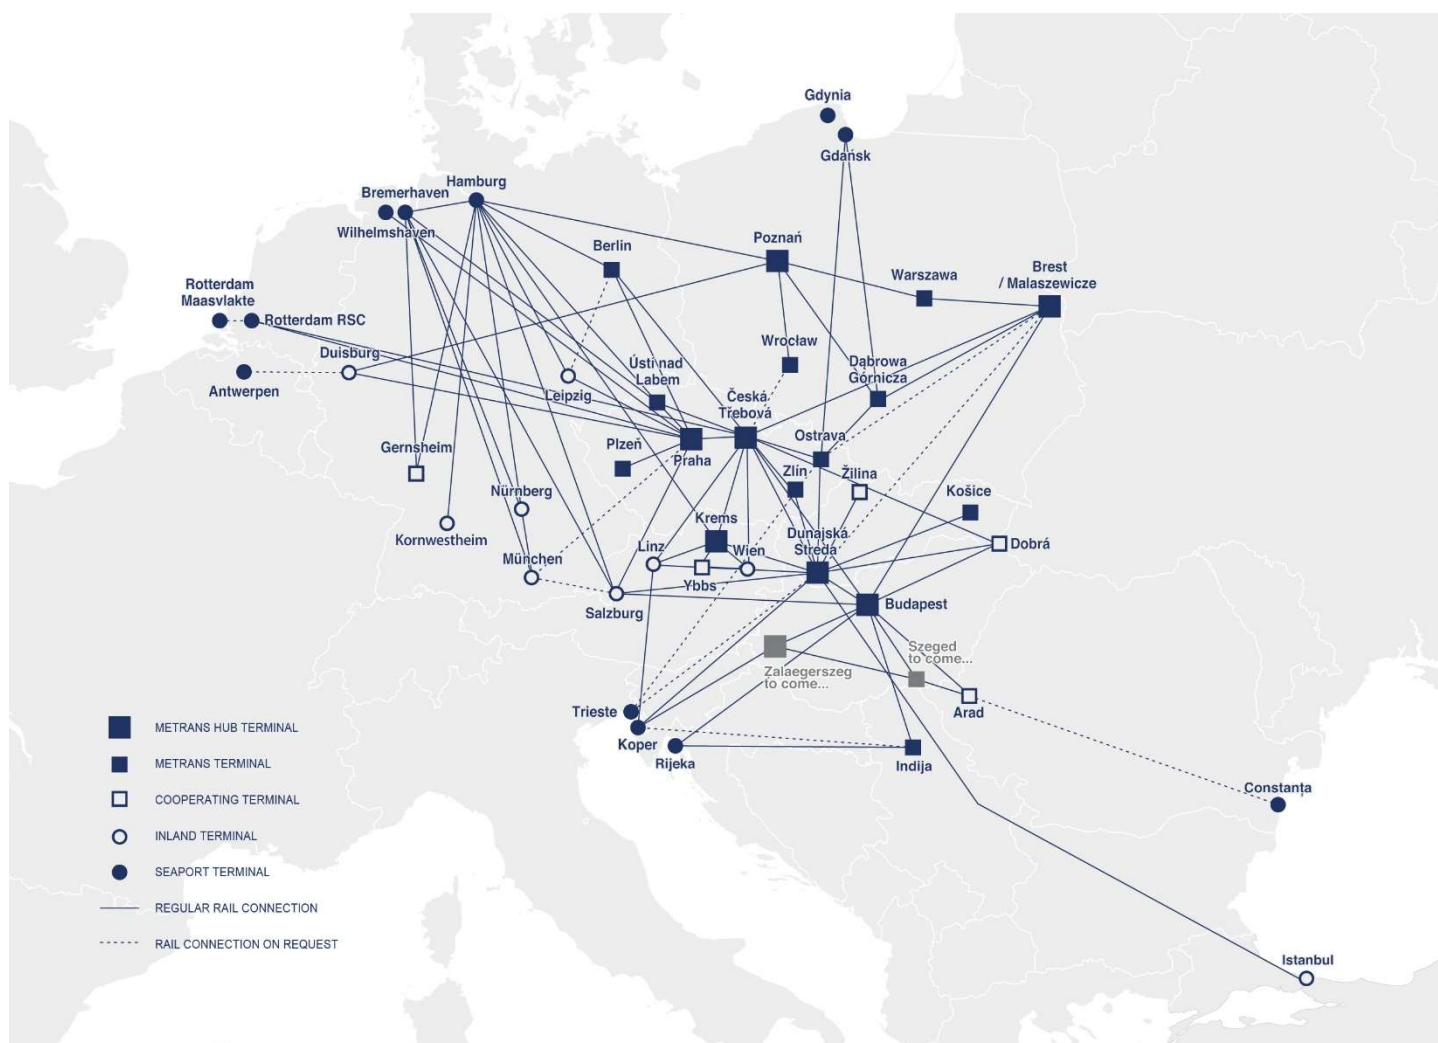 Gdynia
Gdańsk
Hamburg
Bremerhaven
Wilhelmshaven
Berlin
Poznań
Warszawa
Brest
/ Malaszewicze
Rotterdam
Maasvlakte
Rotterdam RSC
Duisburg
Antwerpen
Leipzig
Ústí nad
Labem
Wrocław
Dąbrowa
Górnicza
Česká
Třebová
Gernsheim
Plzeň
Praha
Ostrava
Zlín
Žilina
Košice
Nürnberg
Kornwestheim
München
Krems
Linz
Wien
Ybbs
Dunajská
Streda
Dobrá
Salzburg
Budapest
Szeged
to come...
Zalaegerszeg
to come...
Arad
Trieste
Koper
Rijeka
Indija
Constanța
Istanbul
METRANS HUB TERMINAL
METRANS TERMINAL
COOPERATING TERMINAL
INLAND TERMINAL
SEAPORT TERMINAL
REGULAR RAIL CONNECTION
RAIL CONNECTION ON REQUEST